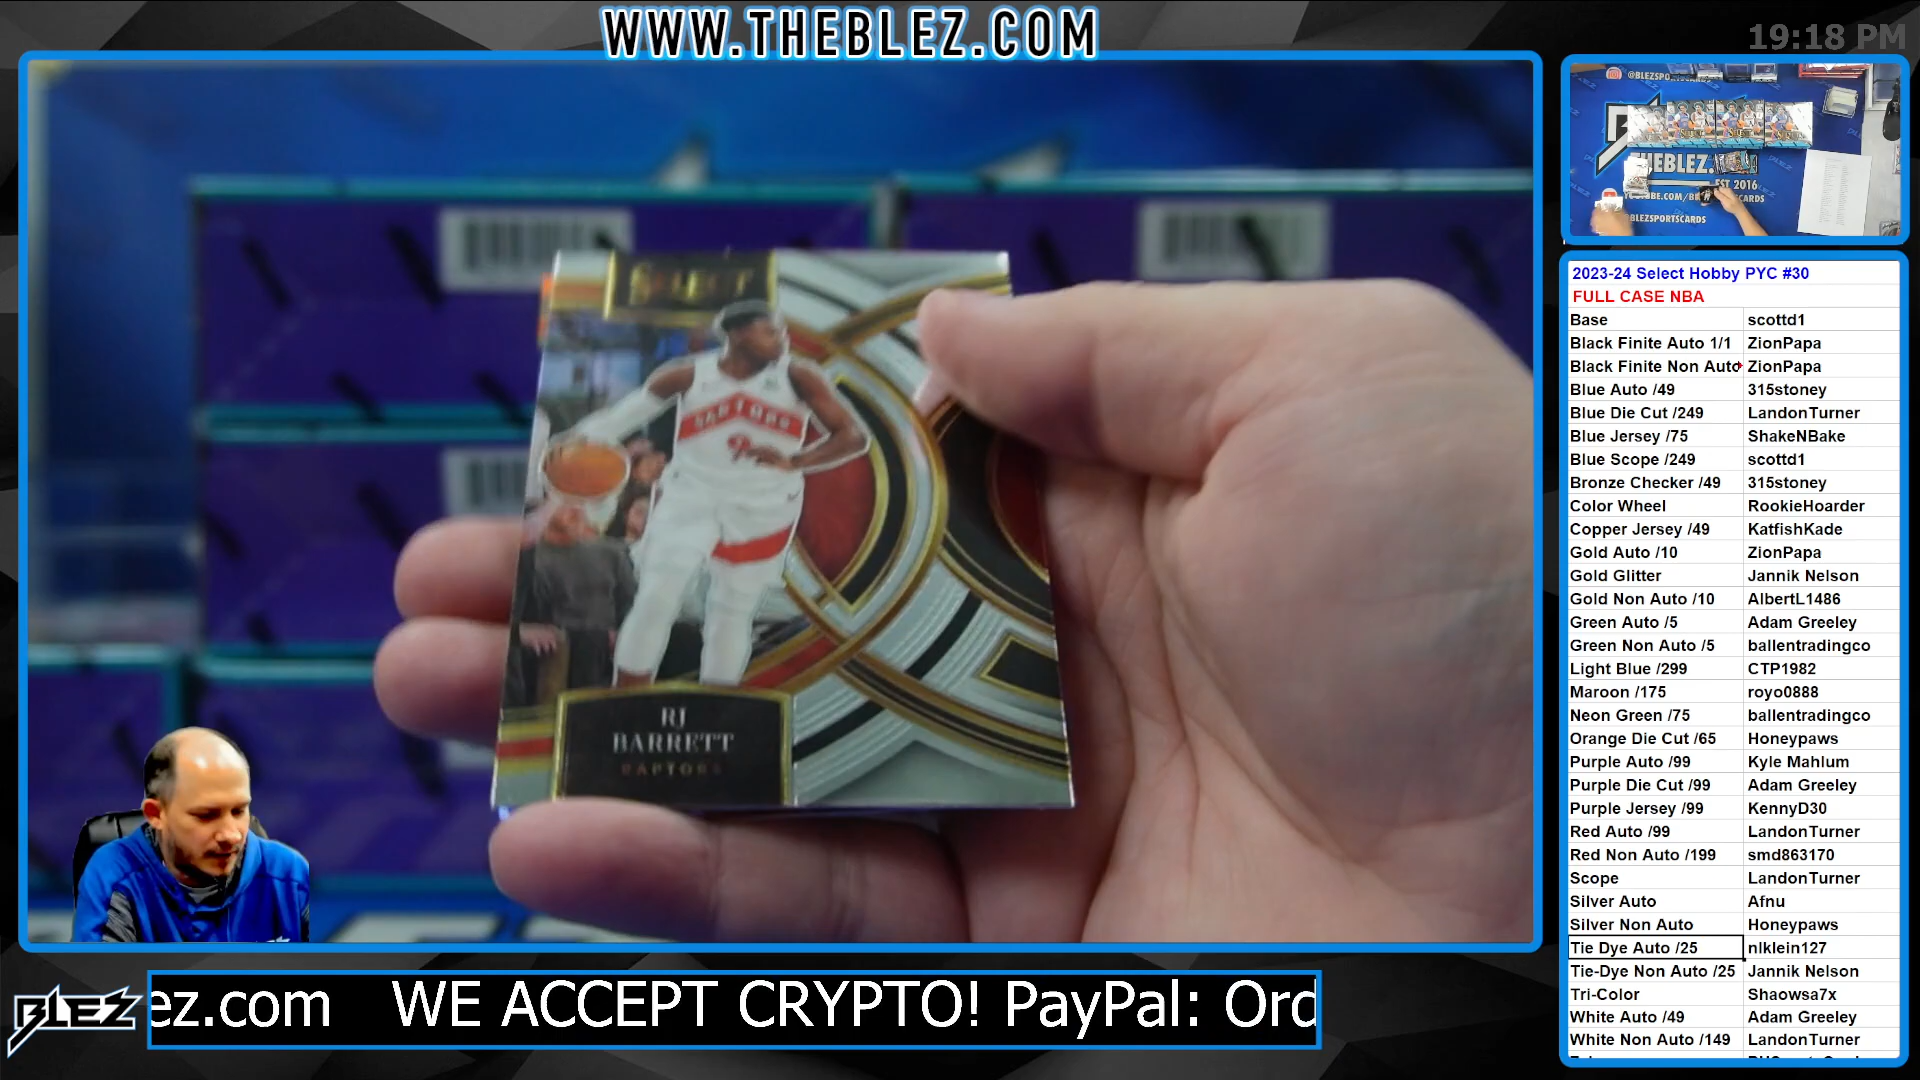 WWW.THEBLEZ.COM
19:18 PM
SELECT
RAPTORS
RJ
BARRETT
RAPTORS
THEBLEZ.
EST 2016
BLEZSPORTSCARDS
2023-24 Select Hobby PYC #30
FULL CASE NBA
Base scottd1
Black Finite Auto 1/1 ZionPapa
Black Finite Non Auto ZionPapa
Blue Auto /49 315stoney
Blue Die Cut /249 LandonTurner
Blue Jersey /75 ShakeNBake
Blue Scope /249 scottd1
Bronze Checker /49 315stoney
Color Wheel RookieHoarder
Copper Jersey /49 KatfishKade
Gold Auto /10 ZionPapa
Gold Glitter Jannik Nelson
Gold Non Auto /10 AlbertL1486
Green Auto /5 Adam Greeley
Green Non Auto /5 ballentradingco
Light Blue /299 CTP1982
Maroon /175 royo0888
Neon Green /75 ballentradingco
Orange Die Cut /65 Honeypaws
Purple Auto /99 Kyle Mahlum
Purple Die Cut /99 Adam Greeley
Purple Jersey /99 KennyD30
Red Auto /99 LandonTurner
Red Non Auto /199 smd863170
Scope LandonTurner
Silver Auto Afnu
Silver Non Auto Honeypaws
Tie Dye Auto /25 nlklein127
Tie-Dye Non Auto /25 Jannik Nelson
Tri-Color Shaowsa7x
White Auto /49 Adam Greeley
White Non Auto /149 LandonTurner
BLEZ
ez.com WE ACCEPT CRYPTO! PayPal: Ord